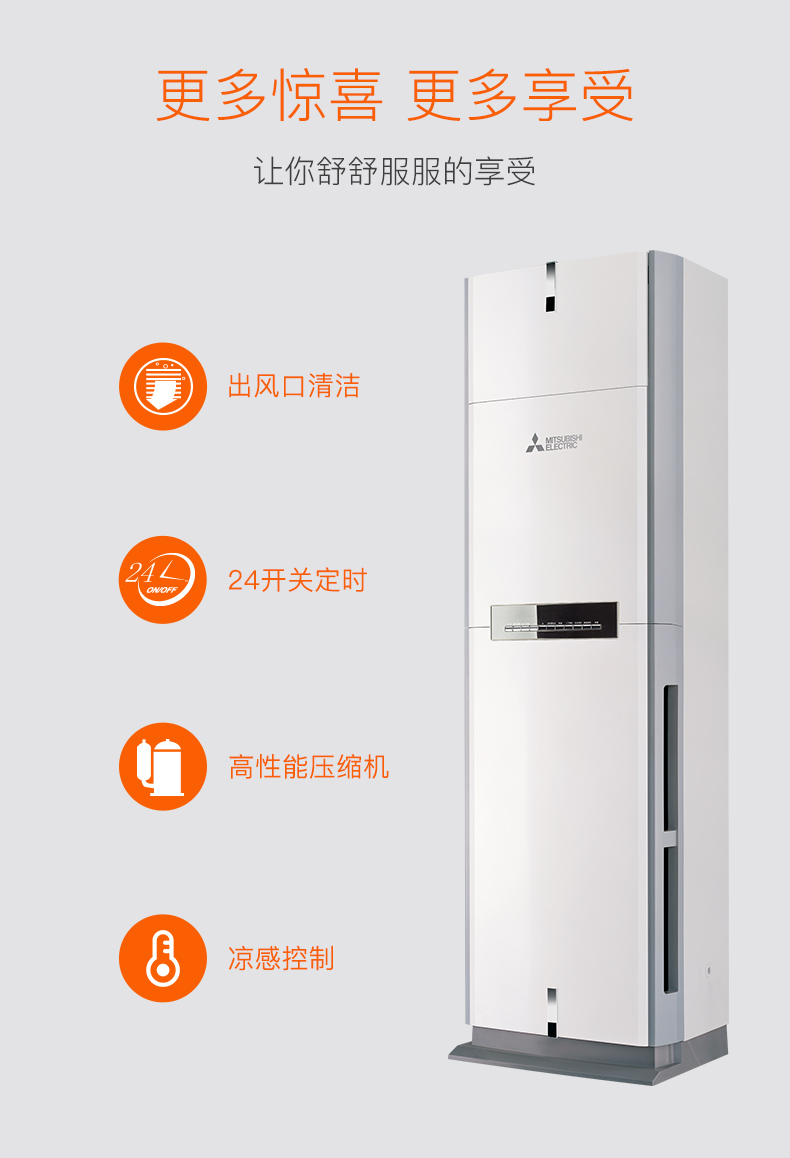 更多惊喜 更多享受
让你舒舒服服的享受
出风口清洁
MITSUBISHI
ELECTRIC
24
ON/OFF
24开关定时
高性能压缩机
凉感控制